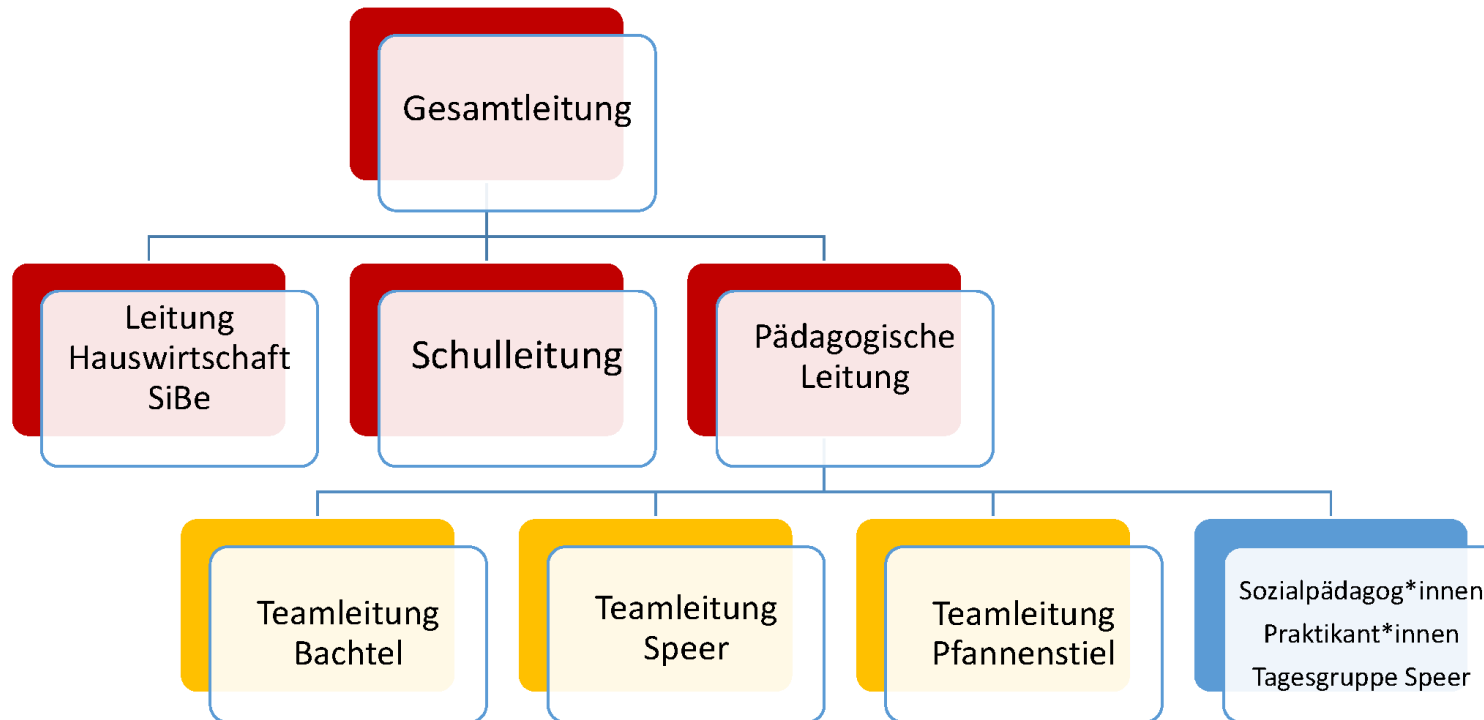 Gesamtleitung
Leitung
Hauswirtschaft
SiBe
Schulleitung
Pädagogische
Leitung
Teamleitung
Bachtel
Teamleitung
Speer
Teamleitung
Pfannenstiel
Sozialpädagog*innen
Praktikant*innen
Tagesgruppe Speer